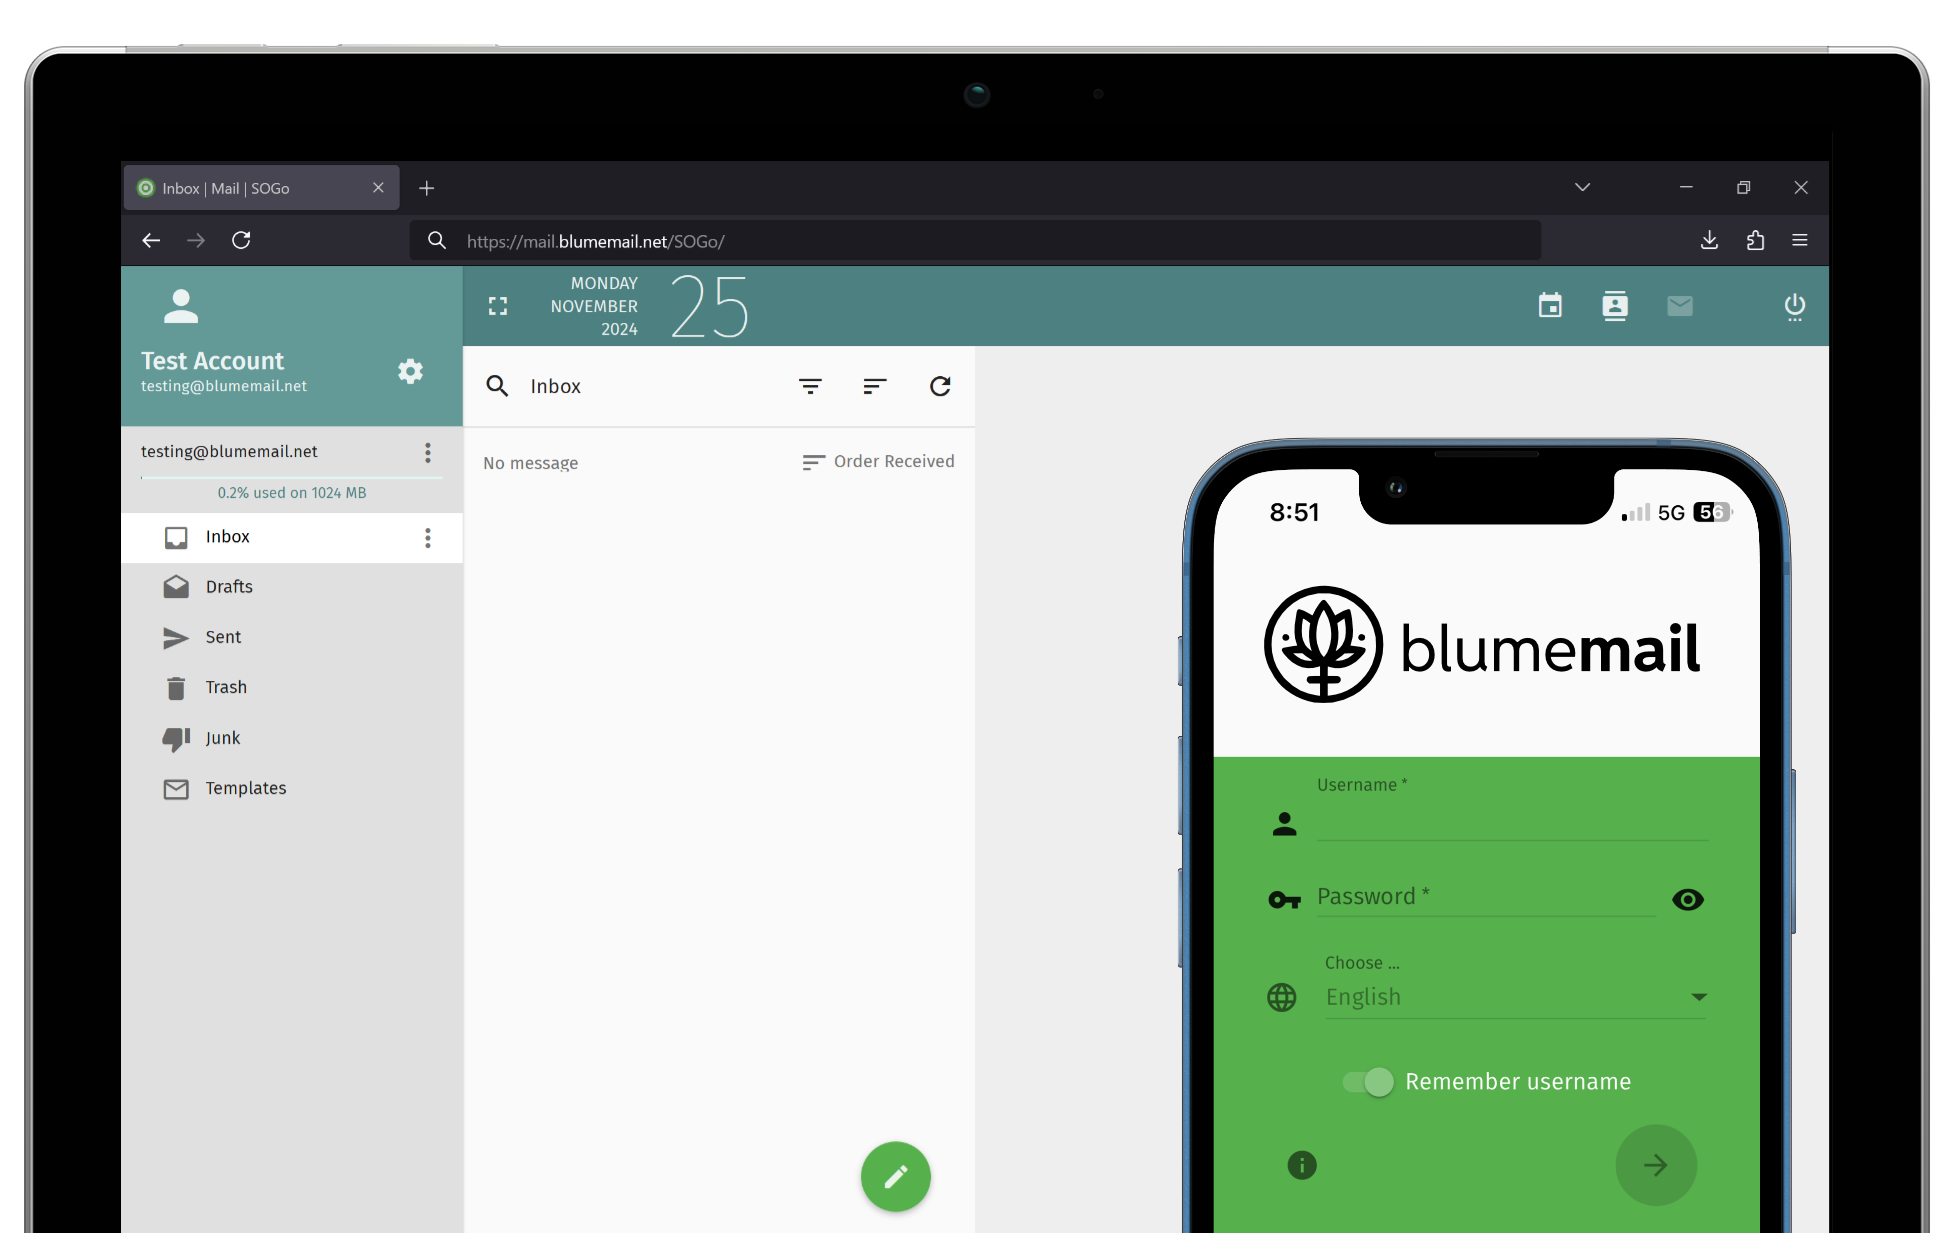 Inbox | Mail | SOGo
https://mail.blumemail.net/SOGo/
MONDAY
NOVEMBER
2024
25
Test Account
testing@blumemail.net
testing@blumemail.net
0.2% used on 1024 MB
Inbox
Drafts
Sent
Trash
Junk
Templates
Inbox
No message
Order Received
8:51
5G 56
blumemail
Username *
Password *
Choose ...
English
Remember username